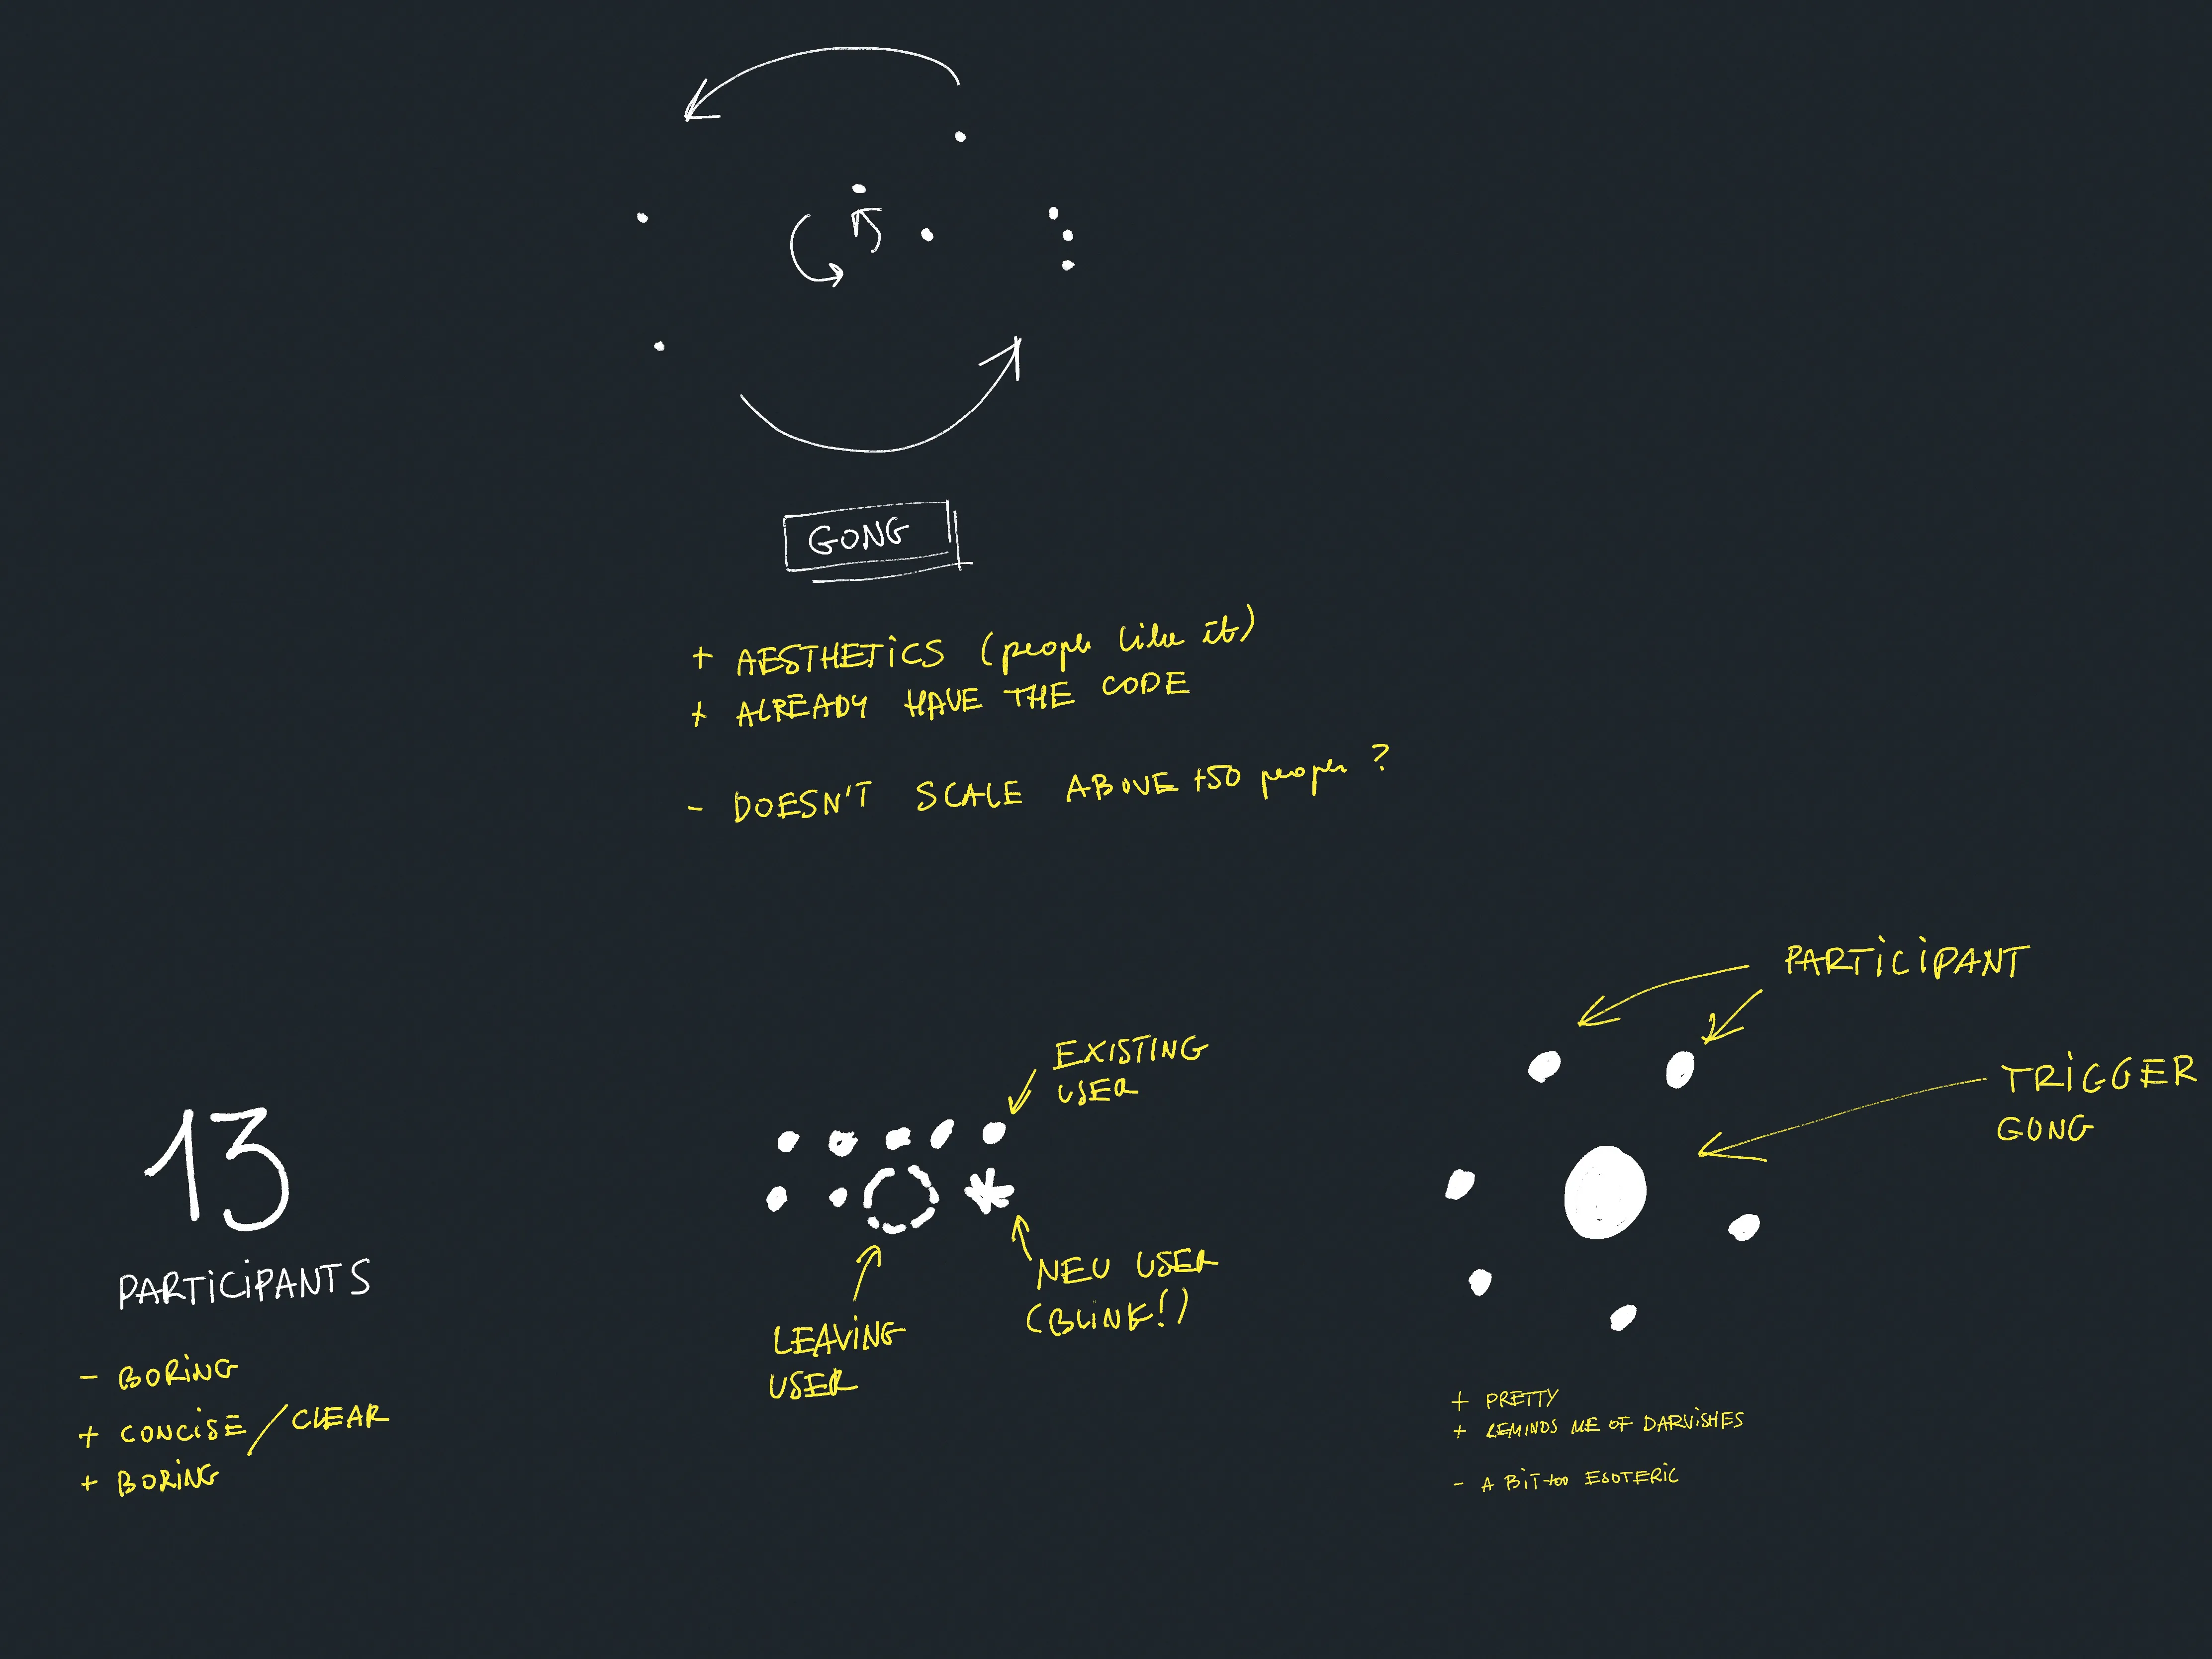 GONG
+ AESTHETICS (people like it)
+ ALREADY HAVE THE CODE
- DOESN'T SCALE ABOVE +50 people ?
PARTICIPANT
TRIGGER
GONG
EXISTING
USER
LEAVING
USER
NEW USER
(BLINK!)
13
PARTICIPANTS
- BORING
+ CONCISE / CLEAR
+ BORING
+ PRETTY
+ REMINDS ME OF DARVISHES
- A BIT too ESOTERIC